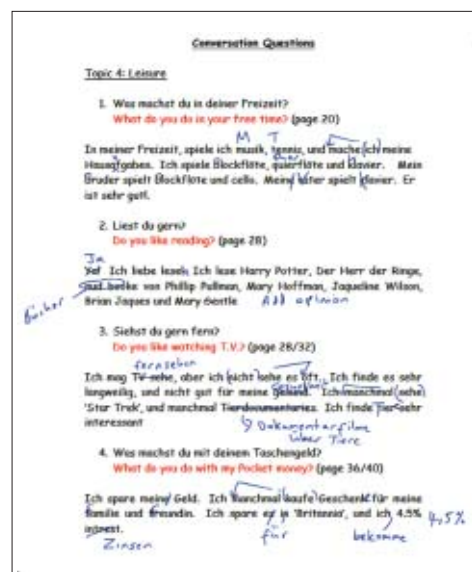 Conversation Questions
Topic 4: Leisure
1. Was machst du in deiner Freizeit?
What do you do in your free time? (page 20)
M T
In meiner Freizeit, spiele ich musik, tennis, und mache ich meine
Hausaufgaben. Ich spiele Blockflöte, querflöte und klavier. Mein
Bruder spielt Blockflöte und cello. Mein vater spielt klavier. Er
ist sehr gut!
2. Liest du gern?
Do you like reading? (page 28)
Ja
Yes! Ich liebe lesen. Ich lese Harry Potter, Der Herr der Ringe,
von Phillip Pullman, Mary Hoffman, Jaqueline Wilson,
Bücher
Brian Jaques und Mary Gentle Add opinion
3. Siehst du gern fern?
Do you like watching T.V.? (page 28/32)
fernsehen
Ich mag TV sehe, aber ich nicht sehe es oft. Ich finde es sehr
langweilig, und nicht gut für meine Ich manchmal sehe
'Star Trek', und manchmal Tierdocumentaries. Ich finde Tier sehr
interessant
Dokumentarfilme
über Tiere
4. Was machst du mit deinem Taschengeld?
What do you do with my Pocket money? (page 36/40)
Ich spare meine Geld. Ich manchmal kaufe Geschenk für meine
familie und freundin. Ich spare in 'Britannia', und ich 4.5%
4,5%
interest.
Zinsen für bekomme